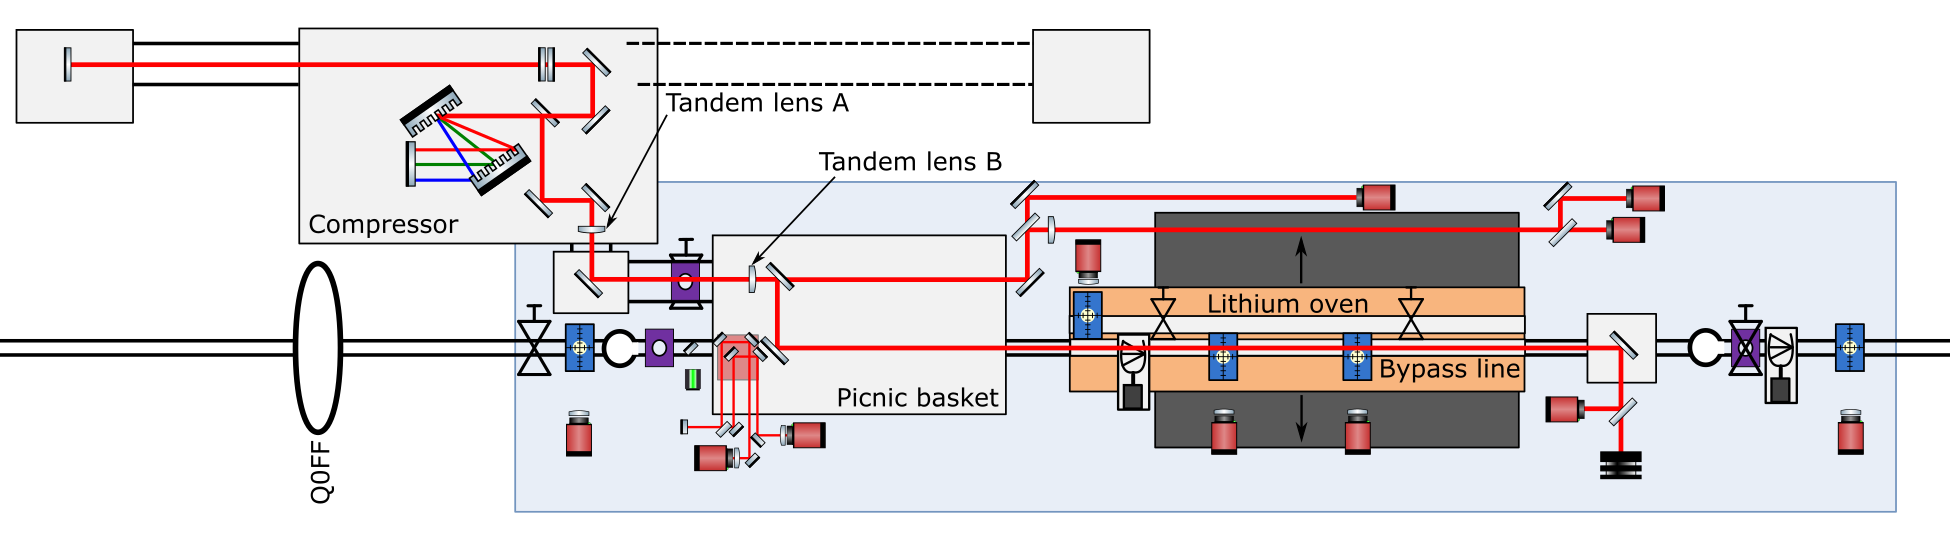 Tandem lens A
Tandem lens B
Compressor
Lithium oven
Bypass line
Picnic basket
Q0FF